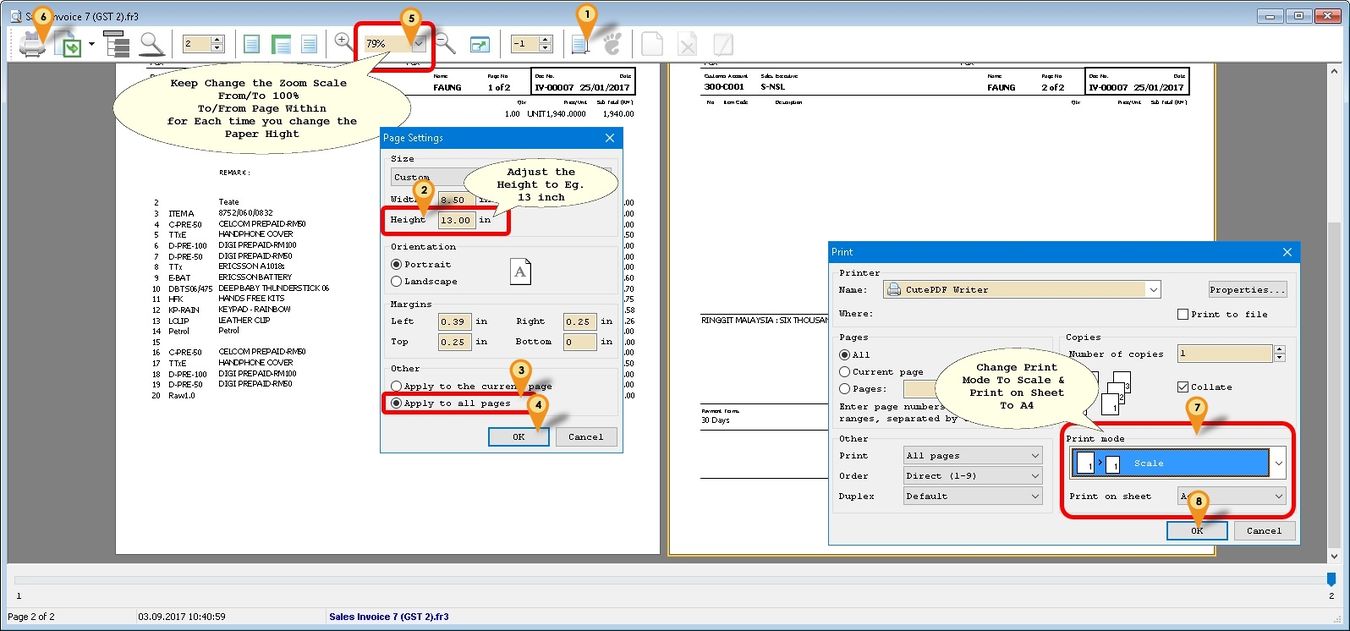 Sales Invoice 7 (GST 2).fr3
6
5
1
2
79%
-1
Keep Change the Zoom Scale
From/To 100%
To/From Page Within
for Each time you change the
Paper Hight
Name
Page No
Doc No.
Date
FAUNG
1 of 2
IV-00007 25/01/2017
Qty
Price/Unit
Sub Total (RM)
1.00 UNIT 1,940.0000 1,940.00
REMARK :
2 Teate
3 ITEMA 8752/060/0832
4 C-PRE-50 CELCOM PREPAID-RM50
5 TTxE HANDPHONE COVER
6 D-PRE-100 DIGI PREPAID-RM100
7 D-PRE-50 DIGI PREPAID-RM50
8 TTx ERICSSON A1018s
9 E-BAT ERICSSON BATTERY
10 DBTS06/475 DEEP BABY THUNDERSTICK 06
11 HFK HANDS FREE KITS
12 KP-RAIN KEYPAD - RAINBOW
13 LCLIP LEATHER CLIP
14 Petrol Petrol
15
16 C-PRE-50 CELCOM PREPAID-RM50
17 TTxE HANDPHONE COVER
18 D-PRE-100 DIGI PREPAID-RM100
19 D-PRE-50 DIGI PREPAID-RM50
20 Raw1.0
Page Settings
Size
Custom
Adjust the
Height to Eg.
13 inch
2
Width 8.50 in
Height 13.00 in
Orientation
Portrait
Landscape
A
Margins
Left 0.39 in Right 0.25 in
Top 0.25 in Bottom 0 in
Other
3
Apply to the current page
Apply to all pages
4
OK
Cancel
Customer Account
Sales Executive
Name
Page No
Doc No.
Date
300-C001
S-NSL
FAUNG
2 of 2
IV-00007 25/01/2017
No Item Code Description
Qty
Price/Unit
Sub Total (RM)
RINGGIT MALAYSIA : SIX THOUSAN
Payment Terms
30 Days
Print
Printer
Name: CutePDF Writer
Properties...
Where:
Print to file
Pages
All
Current page
Pages:
Enter page numbers
ranges, separated by
Change Print
Mode To Scale &
Print on Sheet
To A4
Copies
Number of copies 1
1
2
3
Collate
7
Other
Print All pages
Order Direct (1-9)
Duplex Default
Print mode
1 1 Scale
Print on sheet
8
OK
Cancel
1
2
Page 2 of 2
03.09.2017 10:40:59
Sales Invoice 7 (GST 2).fr3